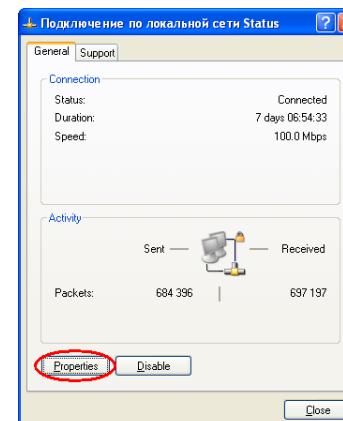 Подключение по локальной сети Status ?
General Support
Connection
Status: Connected
Duration: 7 days 06:54:33
Speed: 100.0 Mbps
Activity
Sent — — Received
Packets: 684 396 | 697 197
Properties Disable
Close